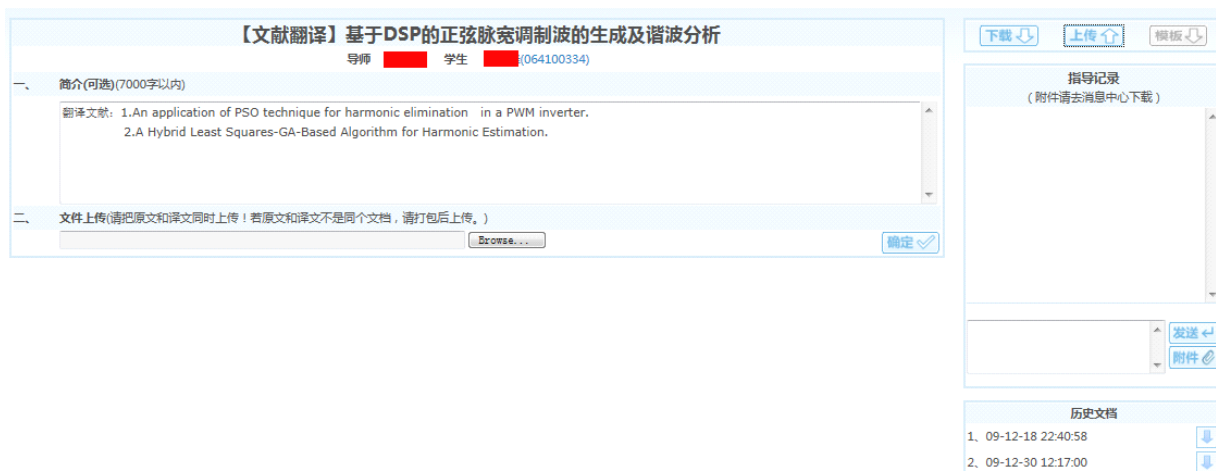 【文献翻译】基于DSP的正弦脉宽调制波的生成及谐波分析
导师 学生 (064100334)
一、 简介(可选)(7000字以内)
翻译文献：1.An application of PSO technique for harmonic elimination in a PWM inverter.
2.A Hybrid Least Squares-GA-Based Algorithm for Harmonic Estimation.
二、 文件上传(请把原文和译文同时上传！若原文和译文不是同个文档，请打包后上传。)
Browse...
确定
下载 上传 模板
指导记录
（附件请去消息中心下载）
发送
附件
历史文档
1、09-12-18 22:40:58
2、09-12-30 12:17:00